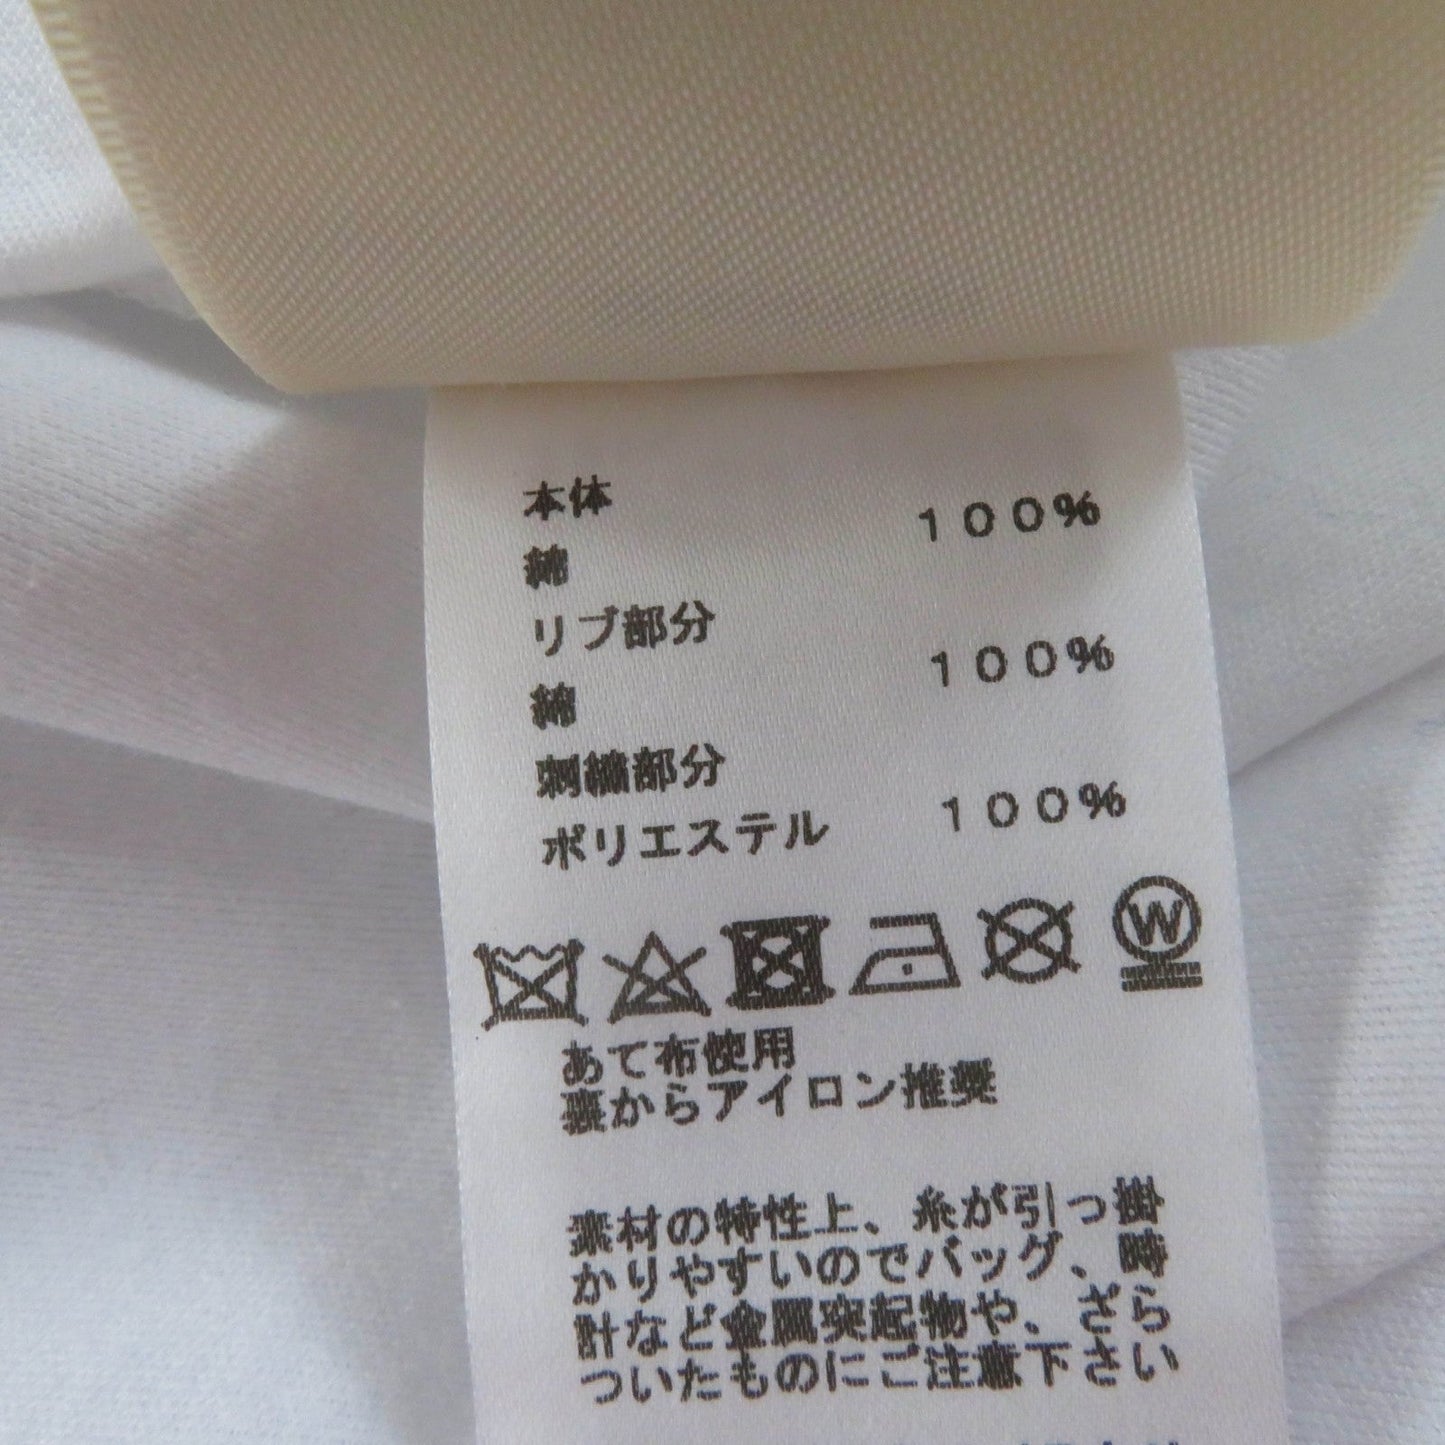 本体
綿 100%
リブ部分
綿 100%
刺繍部分
ポリエステル 100%
W
あて布使用
裏からアイロン推奨
素材の特性上、糸が引っ掛
かりやすいのでバッグ、時
計など金属突起物や、ざら
ついたものにご注意下さい